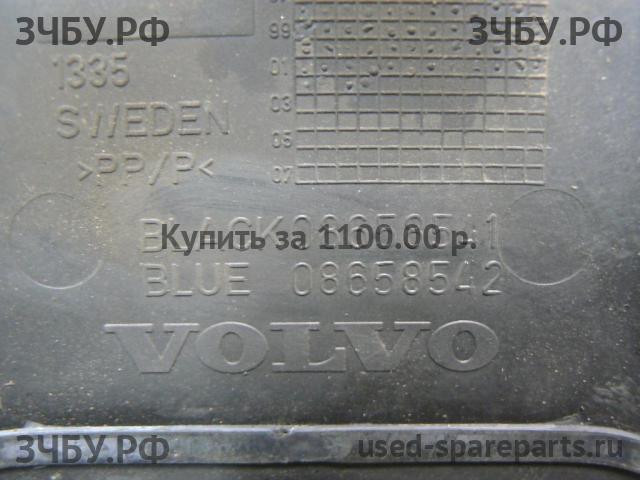 ЗЧБУ.РФ ЗЧБУ.РФ
99
1335
01
03
SWEDEN
05
>PP/P<
07
BLACK
Купить за 1100.00 р.
BLUE 08658542
VOLVO
ЗЧБУ.РФ used-spareparts.ru